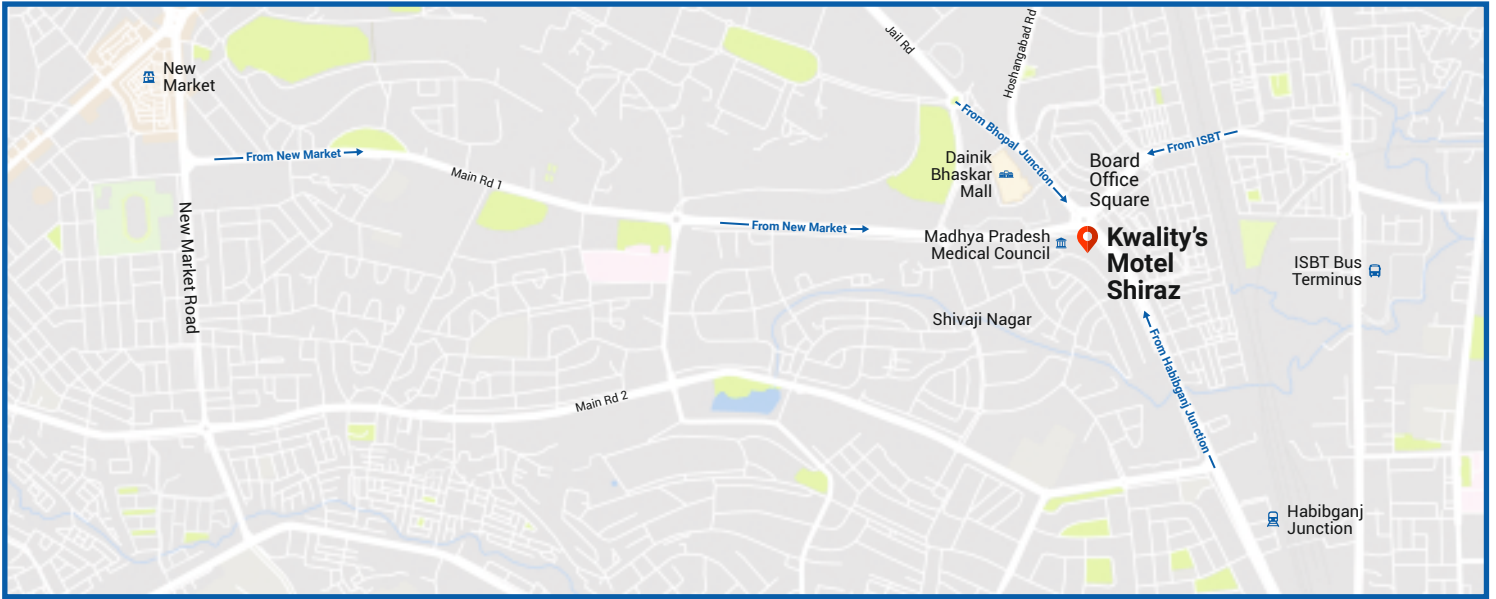 New
Market
From New Market
Main Rd 1
New Market Road
From New Market
Jail Rd
Hoshangabad Rd
From Bhopal Junction
From ISBT
Dainik
Bhaskar
Mall
Board
Office
Square
Madhya Pradesh
Medical Council
Kwality’s
Motel
Shiraz
ISBT Bus
Terminus
Shivaji Nagar
From Habibganj Junction
Main Rd 2
Habibganj
Junction